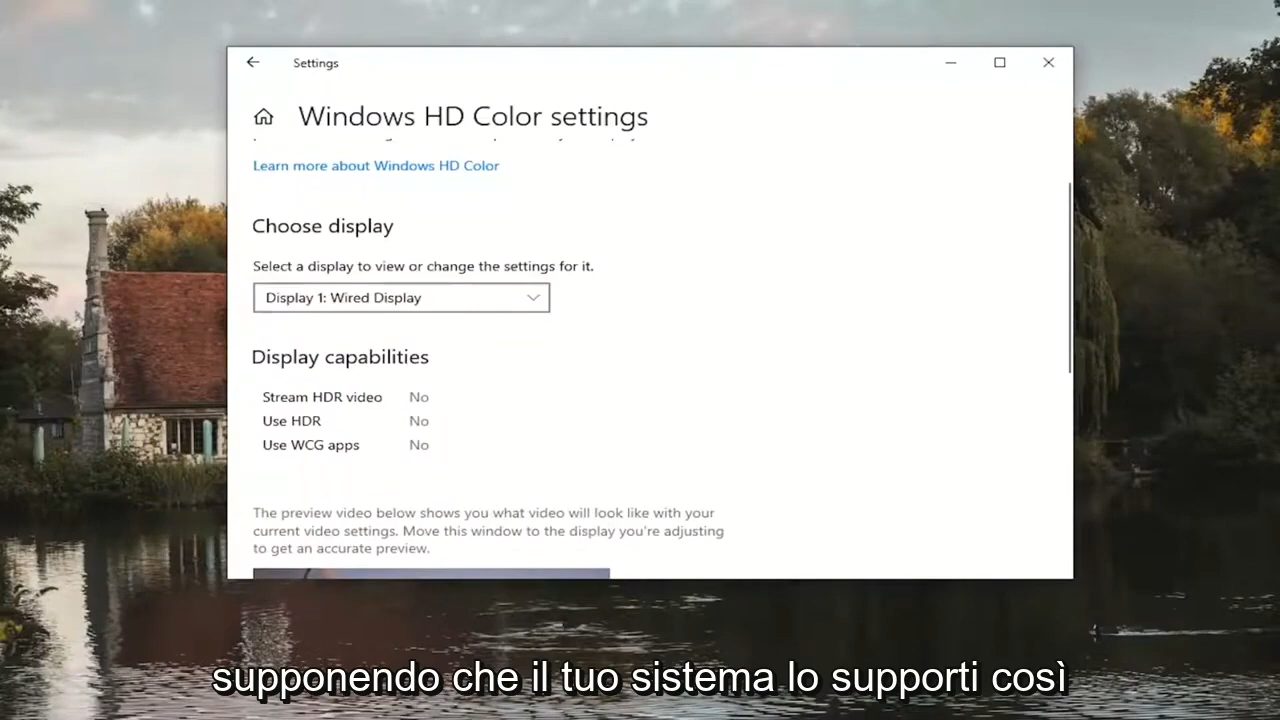 Settings
Windows HD Color settings
Learn more about Windows HD Color
Choose display
Select a display to view or change the settings for it.
Display 1: Wired Display
Display capabilities
Stream HDR video No
Use HDR No
Use WCG apps No
The preview video below shows you what video will look like with your
current video settings. Move this window to the display you're adjusting
to get an accurate preview.
supponendo che il tuo sistema lo supporti così